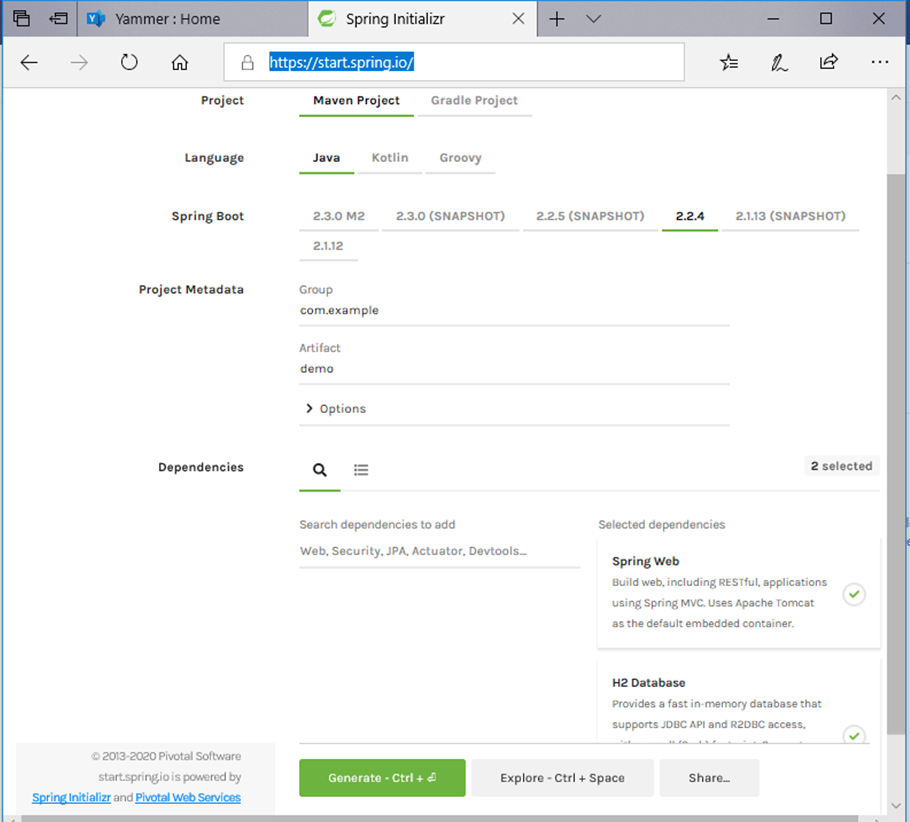 Yammer : Home
Spring Initializr
https://start.spring.io/
Project
Maven Project
Gradle Project
Language
Java
Kotlin
Groovy
Spring Boot
2.3.0 M2
2.3.0 (SNAPSHOT)
2.2.5 (SNAPSHOT)
2.2.4
2.1.13 (SNAPSHOT)
2.1.12
Project Metadata
Group
com.example
Artifact
demo
Options
Dependencies
2 selected
Search dependencies to add
Web, Security, JPA, Actuator, Devtools...
Selected dependencies
Spring Web
Build web, including RESTful, applications
using Spring MVC. Uses Apache Tomcat
as the default embedded container.
H2 Database
Provides a fast in-memory database that
supports JDBC API and R2DBC access,
© 2013-2020 Pivotal Software
start.spring.io is powered by
Spring Initializr and Pivotal Web Services
Generate - Ctrl + ⏎
Explore - Ctrl + Space
Share...